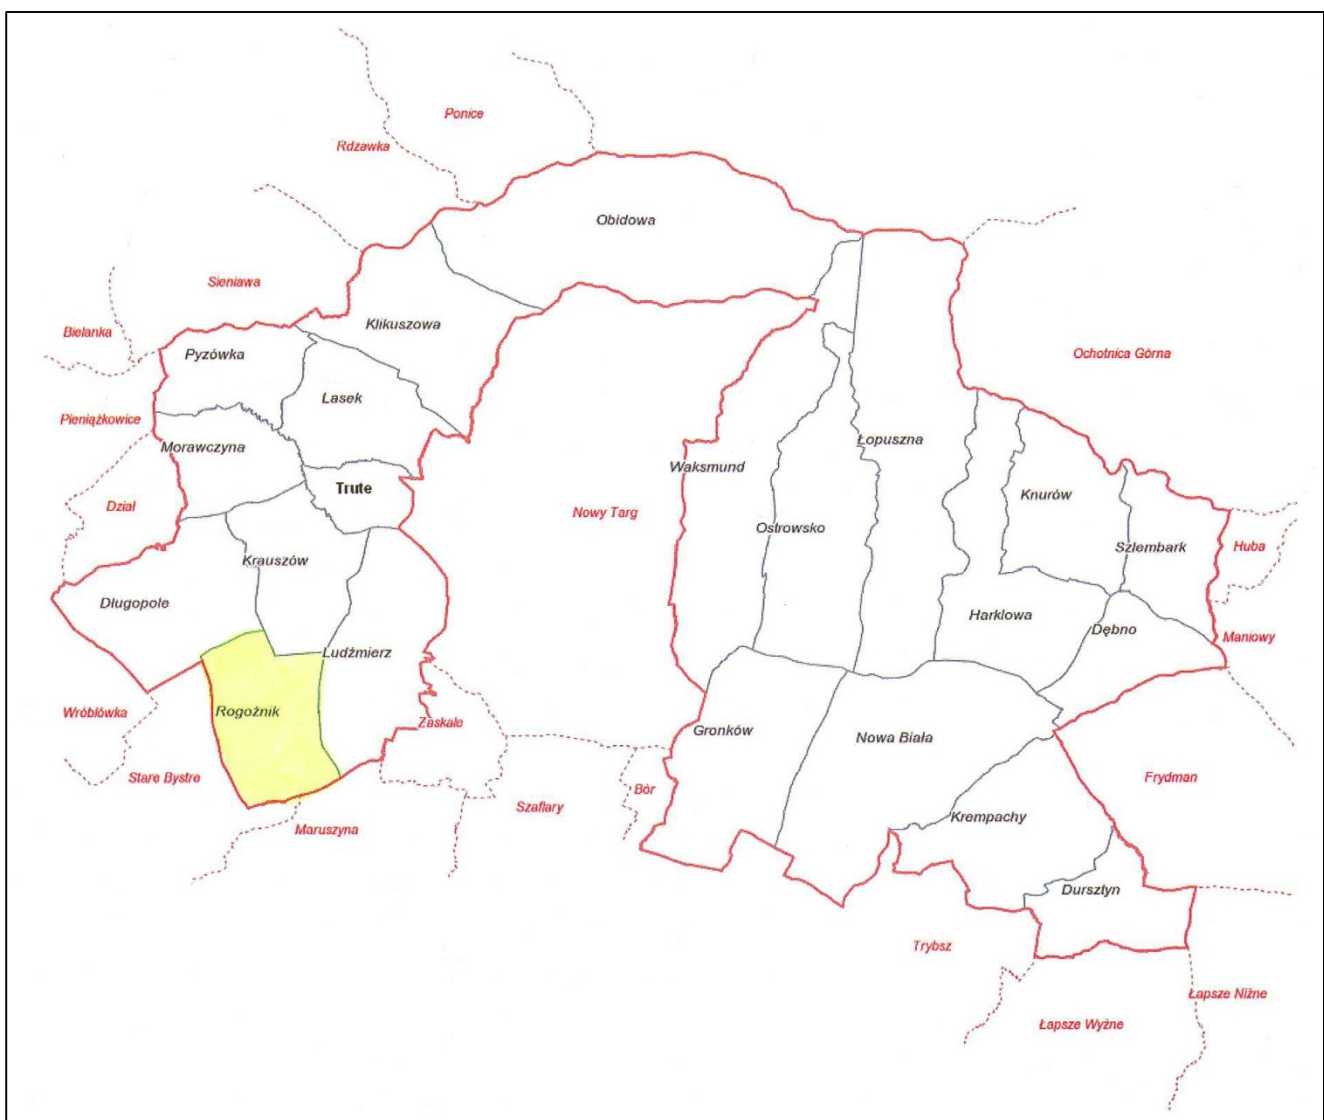 Ponice
Rdzawka
Obidowa
Sieniawa
Klikuszowa
Bielanka
Pyzówka
Ochotnica Górna
Lasek
Pieniążkowice
Morawczyna
Łopuszna
Waksmund
Trute
Knurów
Dział
Nowy Targ
Ostrowsko
Szlembark
Huba
Krauszów
Długopole
Harklowa
Dębno
Maniowy
Ludźmierz
Wróblówka
Rogoźnik
Zaskale
Gronków
Nowa Biała
Stare Bystre
Frydman
Bór
Szaflary
Krempachy
Maruszyna
Dursztyn
Trybsz
Łapsze Niżne
Łapsze Wyżne